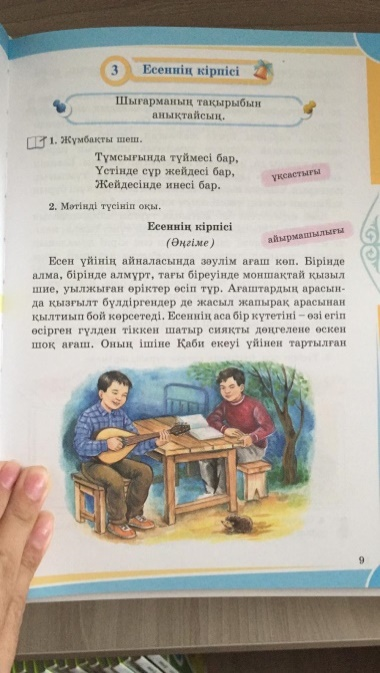 3 Есеннің кірпісі
Шығарманың тақырыбын
анықтайсың.
1. Жұмбақты шеш.
Тұмсығында түймесі бар,
Үстінде сұр жейдесі бар,
Жейдесінде инесі бар.
ұқсастығы
2. Мәтінді түсініп оқы.
Есеннің кірпісі
(Әңгіме)
айырмашылығы
Есен үйінің айналасында зәулім ағаш көп. Бірінде
алма, бірінде алмұрт, тағы біреуінде моншақтай қызыл
шие, уылжыған өріктер өсіп тұр. Ағаштардың арасын-
да қызғылт бүлдіргендер де жасыл жапырақ арасынан
қылтиып бой көрсетеді. Есеннің аса бір күтетіні – өзі егіп
өсірген гүлден тіккен шатыр сияқты дөңгелене өскен
шоқ ағаш. Оның ішіне Қаби екеуі үйінен тартылған
9